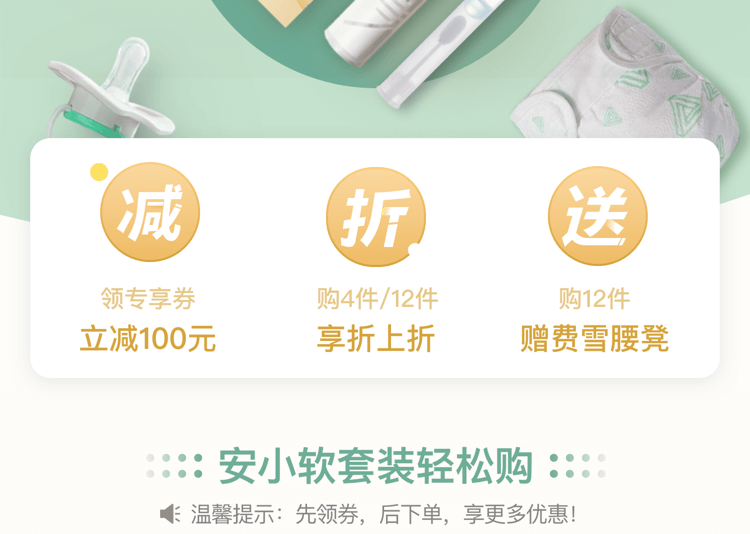 减 折 送
领专享券 购4件/12件 购12件
立减100元 享折上折 赠费雪腰凳
安小软套装轻松购
温馨提示：先领券，后下单，享更多优惠！